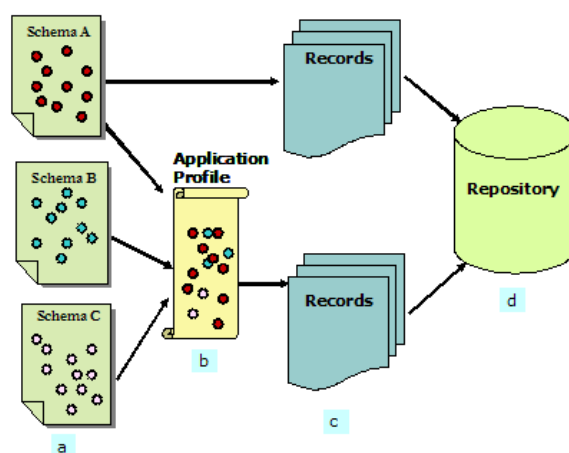 Schema A
Records
Application
Profile
Schema B
Repository
Schema C
Records
d
b
c
a